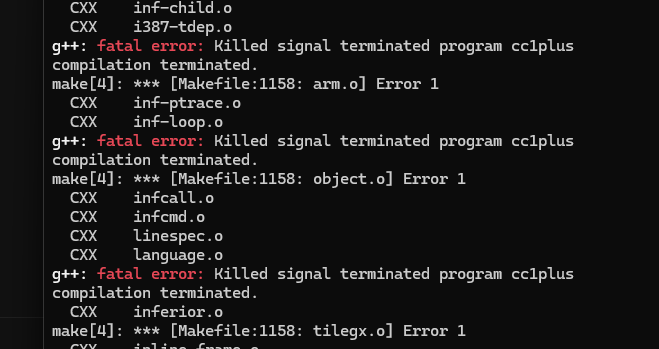 CXX    inf-child.o
CXX    i387-tdep.o
g++: fatal error: Killed signal terminated program cc1plus
compilation terminated.
make[4]: *** [Makefile:1158: arm.o] Error 1
CXX    inf-ptrace.o
CXX    inf-loop.o
g++: fatal error: Killed signal terminated program cc1plus
compilation terminated.
make[4]: *** [Makefile:1158: object.o] Error 1
CXX    infcall.o
CXX    infcmd.o
CXX    linespec.o
CXX    language.o
g++: fatal error: Killed signal terminated program cc1plus
compilation terminated.
CXX    inferior.o
make[4]: *** [Makefile:1158: tilegx.o] Error 1
CXX    inline-frame.o